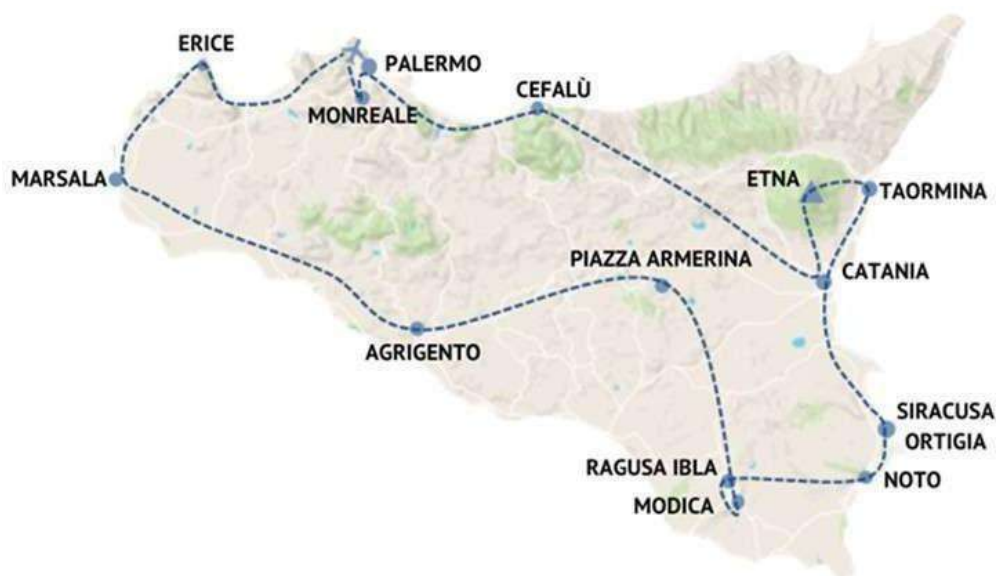 ERICE
PALERMO
CEFALÙ
MONREALE
MARSALA
ETNA
TAORMINA
PIAZZA ARMERINA
CATANIA
AGRIGENTO
SIRACUSA
ORTIGIA
RAGUSA IBLA
NOTO
MODICA